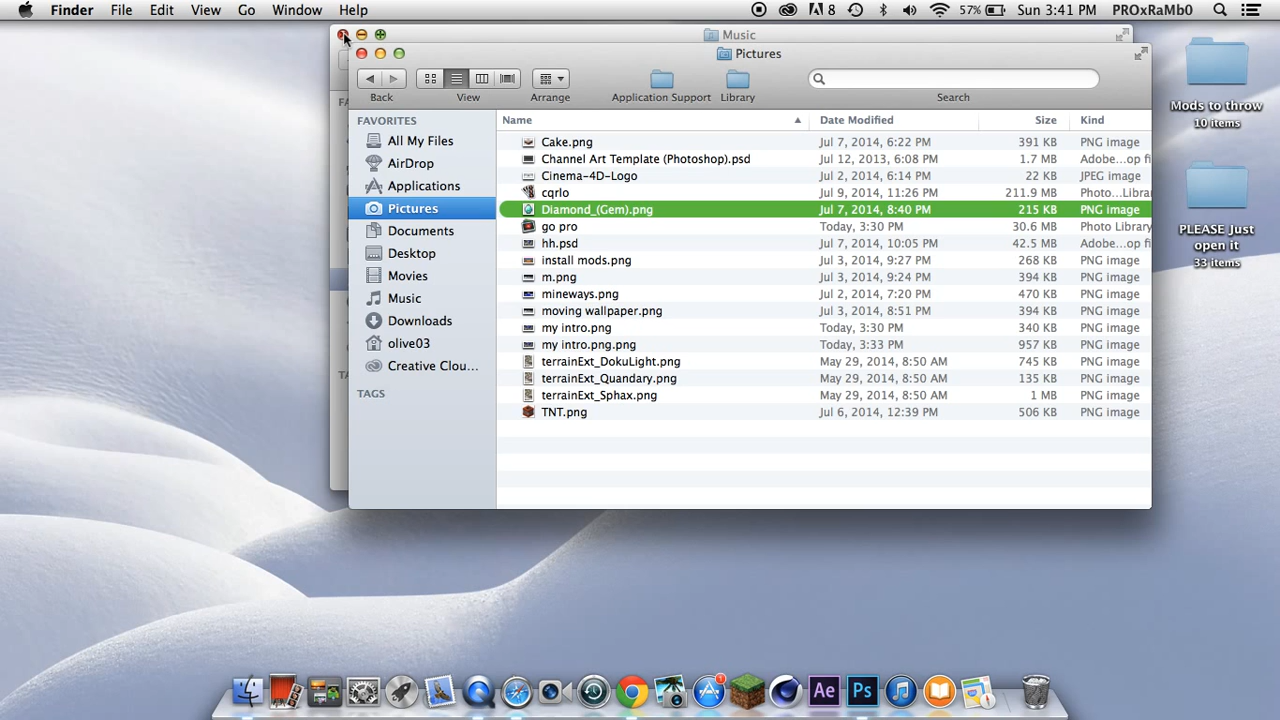 Finder File Edit View Go Window Help 8 57% Sun 3:41 PM PROxRaMb0
Music
Pictures
Back View Arrange Application Support Library Search
FAVORITES
All My Files
AirDrop
Applications
Pictures
Documents
Desktop
Movies
Music
Downloads
olive03
Creative Clou...
TAGS
Name Date Modified Size Kind
Cake.png Jul 7, 2014, 6:22 PM 391 KB PNG image
Channel Art Template (Photoshop).psd Jul 12, 2013, 6:08 PM 1.7 MB Adobe...op fi
Cinema-4D-Logo Jul 2, 2014, 6:14 PM 22 KB JPEG image
cqrlo Jul 9, 2014, 11:26 PM 211.9 MB Photo...Libra
Diamond_(Gem).png Jul 7, 2014, 8:40 PM 215 KB PNG image
go pro Today, 3:30 PM 30.6 MB Photo Library
hh.psd Jul 7, 2014, 10:05 PM 42.5 MB Adobe...op fi
install mods.png Jul 3, 2014, 9:27 PM 268 KB PNG image
m.png Jul 3, 2014, 9:24 PM 394 KB PNG image
mineways.png Jul 2, 2014, 7:20 PM 470 KB PNG image
moving wallpaper.png Jul 3, 2014, 8:51 PM 394 KB PNG image
my intro.png Today, 3:30 PM 340 KB PNG image
my intro.png.png Today, 3:33 PM 957 KB PNG image
terrainExt_DokuLight.png May 29, 2014, 8:50 AM 745 KB PNG image
terrainExt_Quandary.png May 29, 2014, 8:50 AM 135 KB PNG image
terrainExt_Sphax.png May 29, 2014, 8:50 AM 1 MB PNG image
TNT.png Jul 6, 2014, 12:39 PM 506 KB PNG image
Mods to throw
10 items
PLEASE Just
open it
33 items
1
Ae
Ps